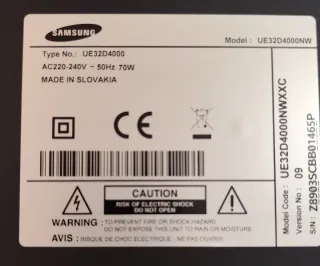 SAMSUNG
Model : UE32D4000NW
Type No.: UE32D4000
AC220-240V ~ 50Hz 70W
MADE IN SLOVAKIA
CE
CAUTION
RISK OF ELECTRIC SHOCK
DO NOT OPEN
WARNING : TO PREVENT FIRE OR SHOCK HAZARD
DO NOT EXPOSE THIS UNIT TO RAIN OR MOISTURE
AVIS : RISQUE DE CHOC ELECTRIQUE - NE PAS OUVRIR
Model Code : UE32D4000NWXXC
Version No : 09
S/N : Z8903SCBB01465P